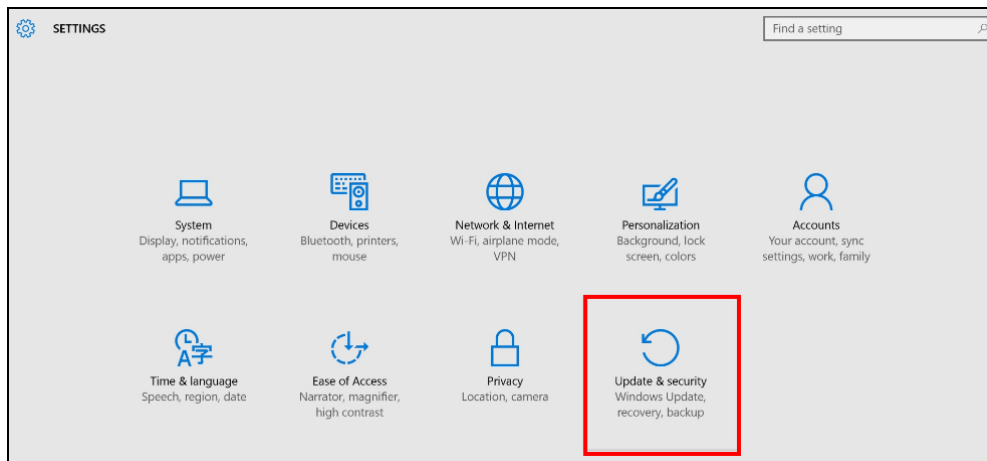 SETTINGS
Find a setting
System
Display, notifications,
apps, power
Devices
Bluetooth, printers,
mouse
Network & Internet
Wi-Fi, airplane mode,
VPN
Personalization
Background, lock
screen, colors
Accounts
Your account, sync
settings, work, family
A字
Time & language
Speech, region, date
Ease of Access
Narrator, magnifier,
high contrast
Privacy
Location, camera
Update & security
Windows Update,
recovery, backup